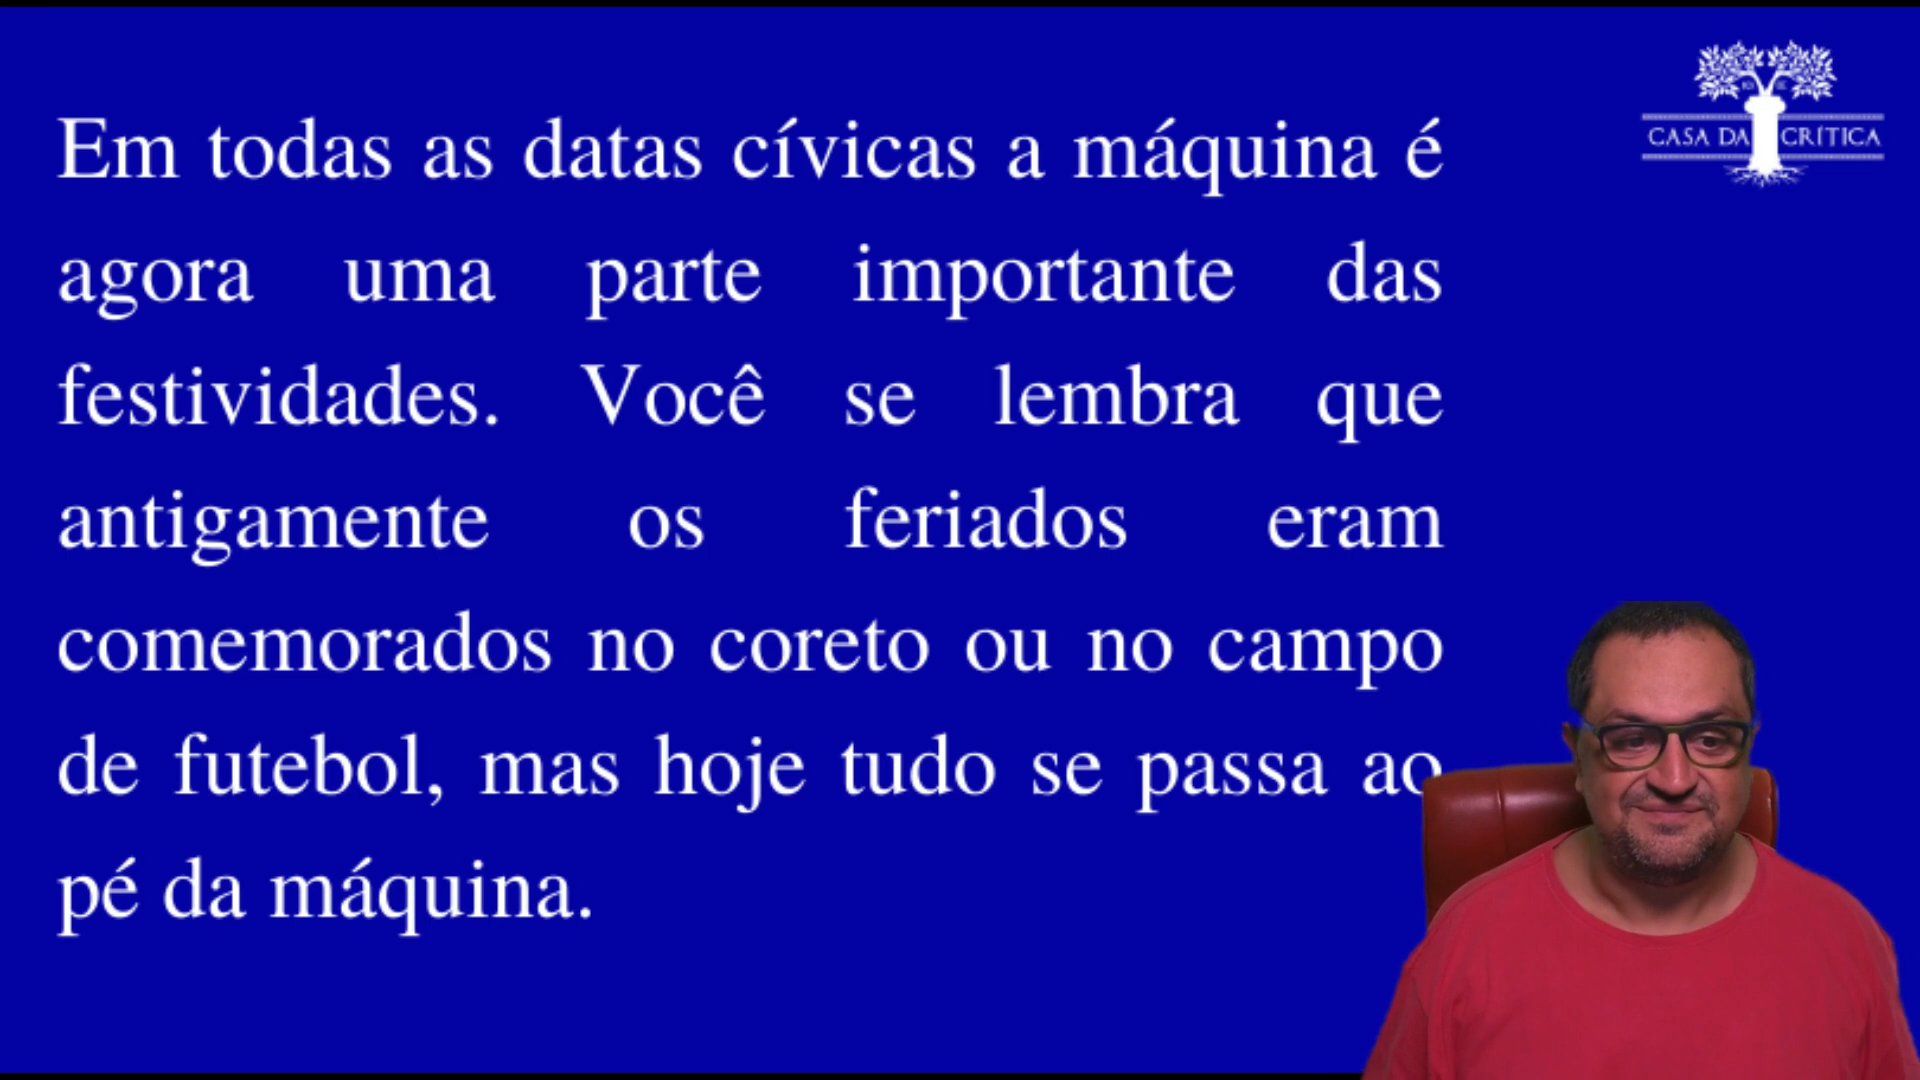 Em todas as datas cívicas a máquina é
agora uma parte importante das
festividades. Você se lembra que
antigamente os feriados eram
comemorados no coreto ou no campo
de futebol, mas hoje tudo se passa ao
pé da máquina.
CASA DA CRÍTICA